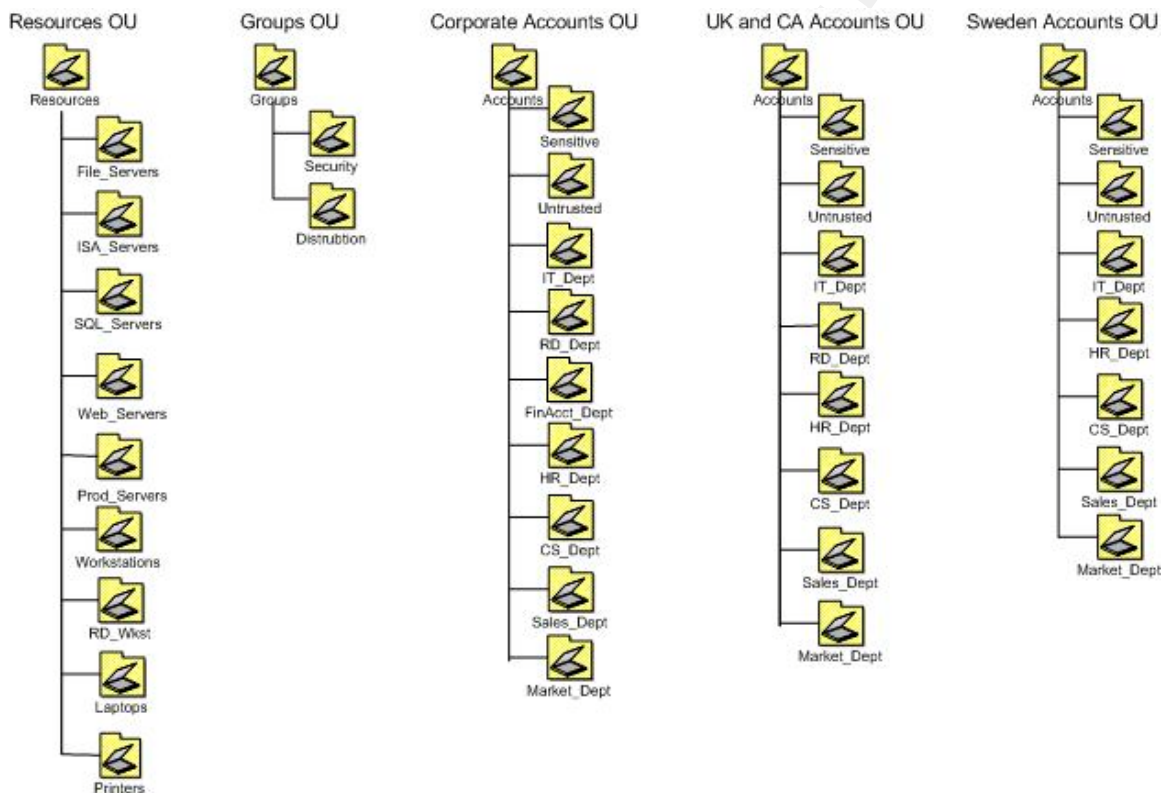 Resources OU
Resources
File_Servers
ISA_Servers
SQL_Servers
Web_Servers
Prod_Servers
Workstations
RD_Wkst
Laptops
Printers
Groups OU
Groups
Security
Distrubtion
Corporate Accounts OU
Accounts
Sensitive
Untrusted
IT_Dept
RD_Dept
FinAcct_Dept
HR_Dept
CS_Dept
Sales_Dept
Market_Dept
UK and CA Accounts OU
Accounts
Sensitive
Untrusted
IT_Dept
RD_Dept
HR_Dept
CS_Dept
Sales_Dept
Market_Dept
Sweden Accounts OU
Accounts
Sensitive
Untrusted
IT_Dept
HR_Dept
CS_Dept
Sales_Dept
Market_Dept